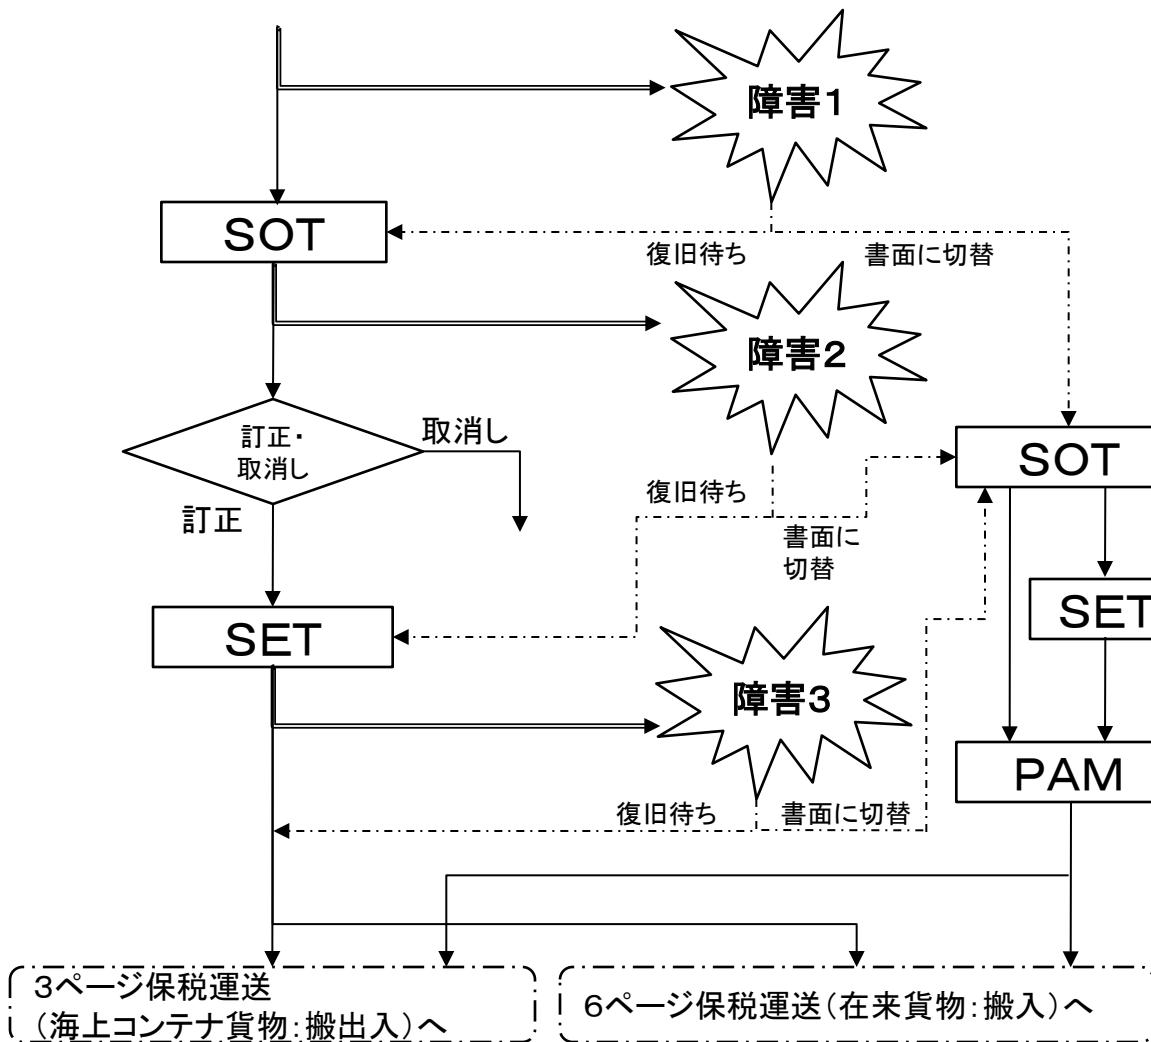 障害1
SOT
復旧待ち
書面に切替
障害2
訂正・
取消し
取消し
SOT
復旧待ち
訂正
書面に
切替
SET
SET
障害3
PAM
復旧待ち
書面に切替
3ページ保税運送
(海上コンテナ貨物:搬出入)へ
6ページ保税運送(在来貨物:搬入)へ